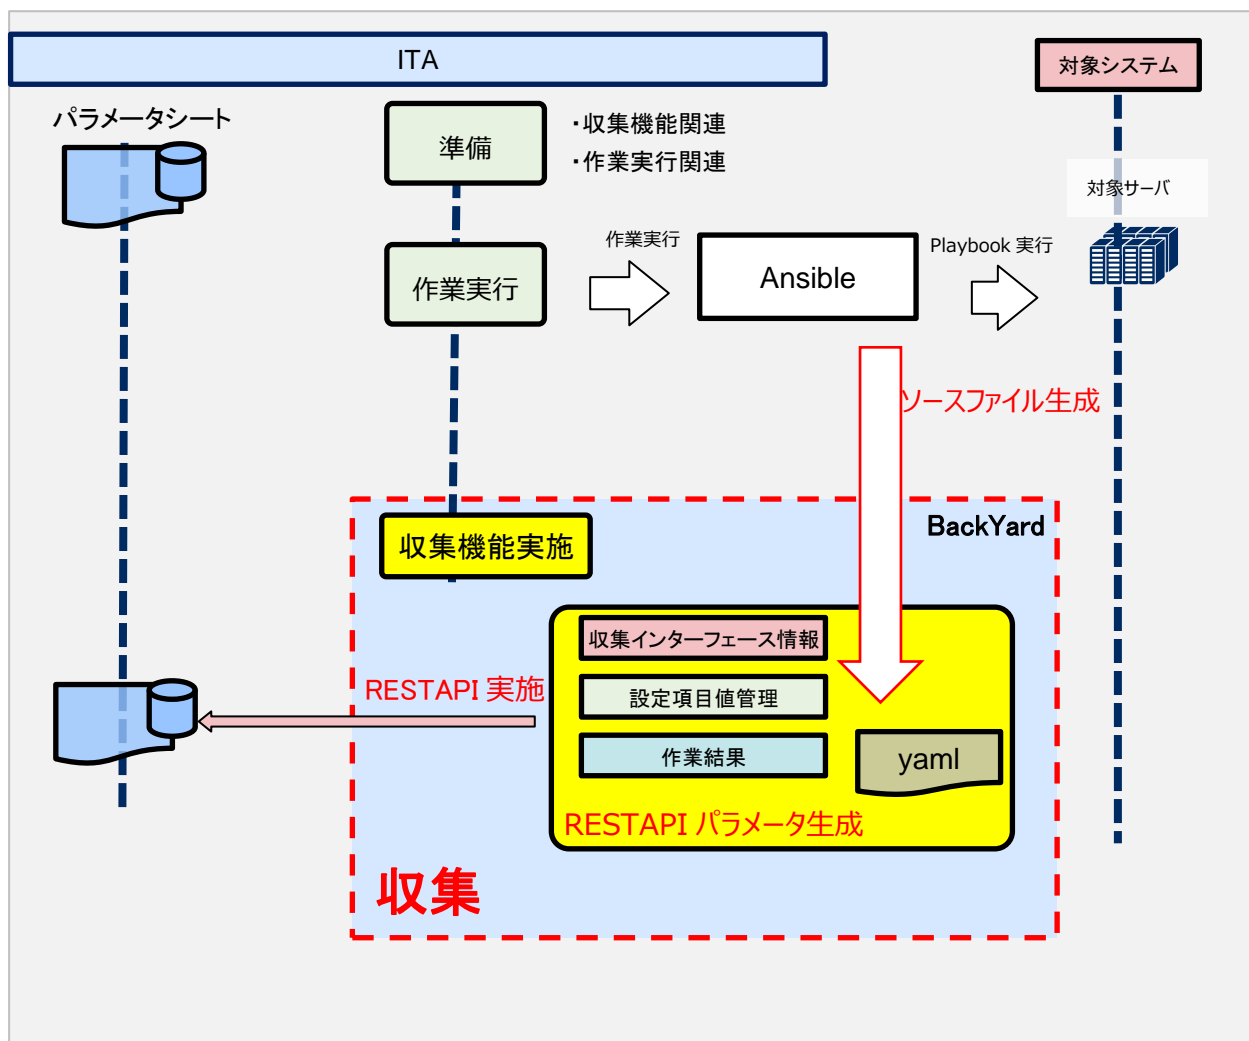 ITA
対象システム
パラメータシート
準備
・収集機能関連
・作業実行関連
対象サーバ
作業実行
作業実行
Ansible
Playbook 実行
ソースファイル生成
BackYard
収集機能実施
収集インターフェース情報
RESTAPI 実施
設定項目値管理
作業結果
yaml
RESTAPI パラメータ生成
収集